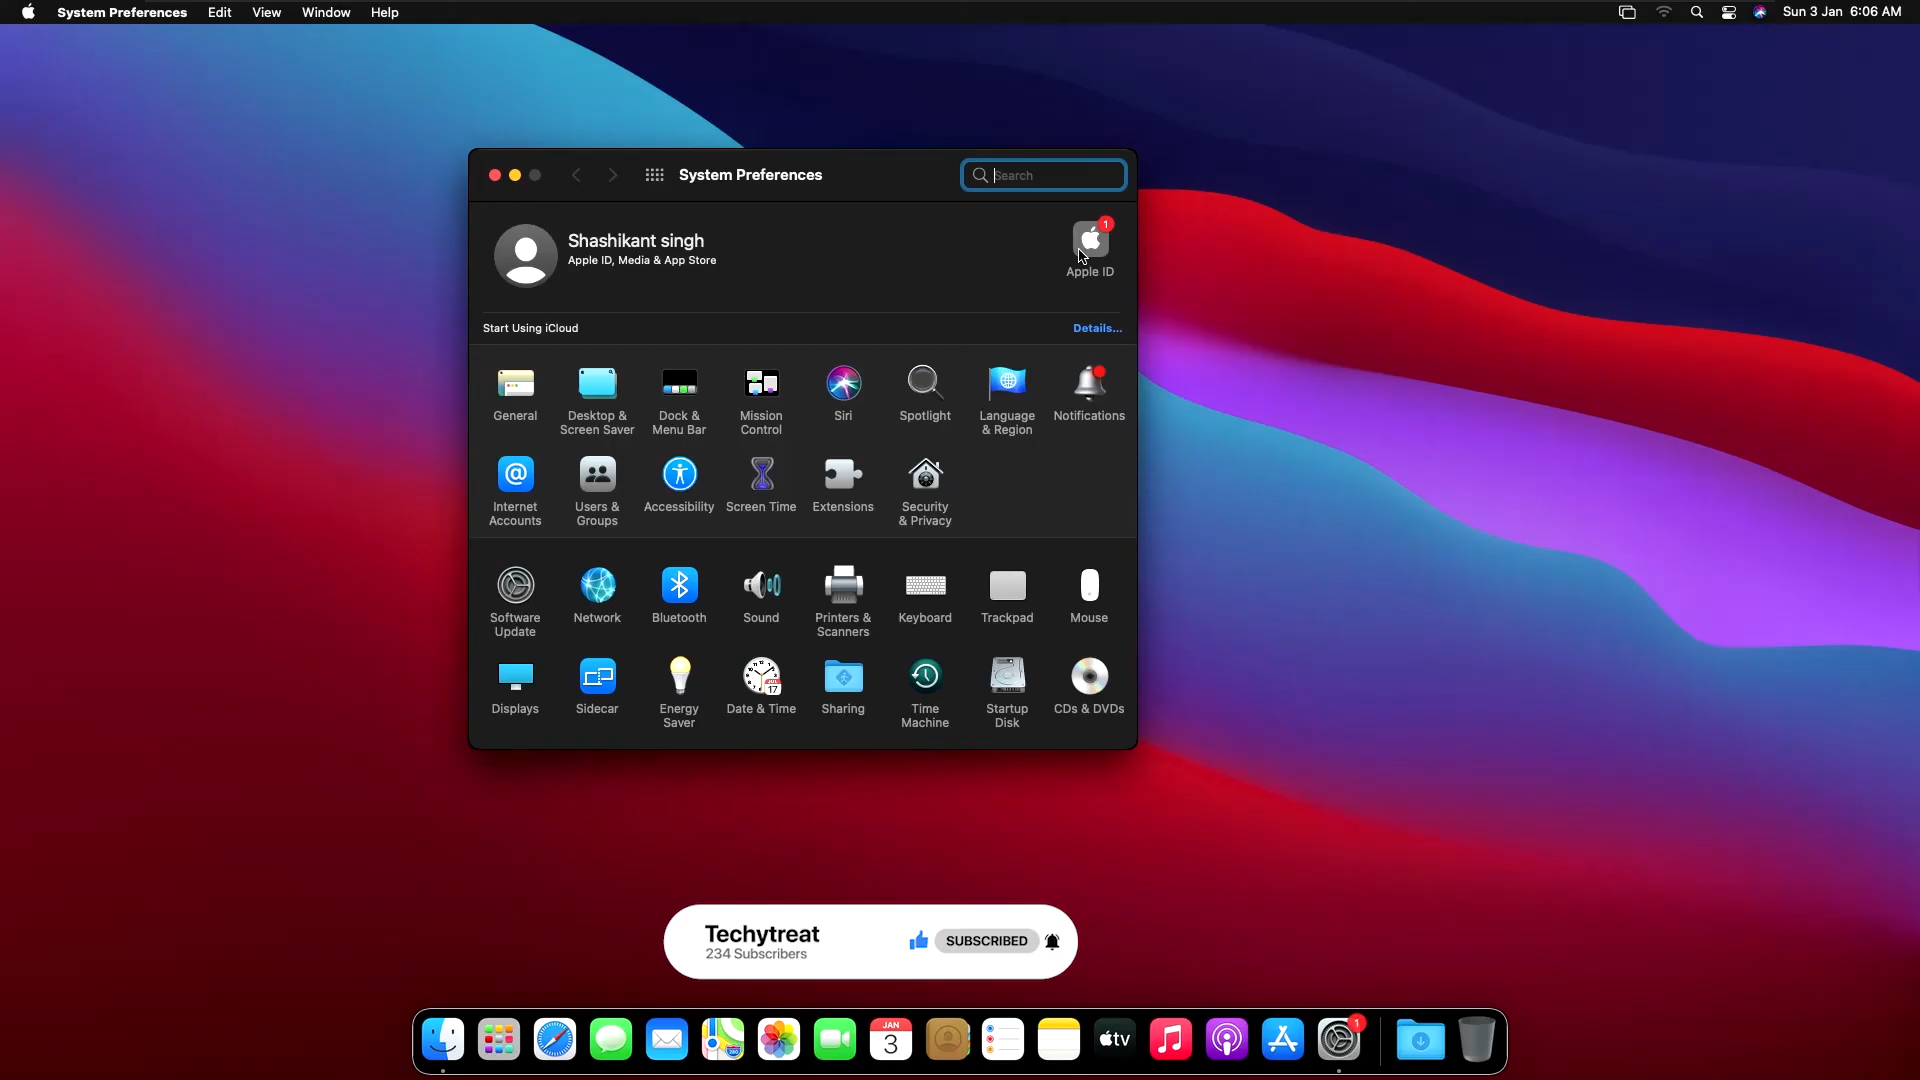 System Preferences Edit View Window Help
Sun 3 Jan 6:06 AM
System Preferences
Search
Shashikant singh
Apple ID, Media & App Store
1
Apple ID
Start Using iCloud
Details...
General
Desktop &
Screen Saver
Dock &
Menu Bar
Mission
Control
Siri
Spotlight
Language
& Region
Notifications
@
Internet
Accounts
Users &
Groups
Accessibility
Screen Time
Extensions
Security
& Privacy
Software
Update
Network
Bluetooth
Sound
Printers &
Scanners
Keyboard
Trackpad
Mouse
Displays
Sidecar
Energy
Saver
JUL
17
Date & Time
Sharing
Time
Machine
Startup
Disk
CDs & DVDs
Techytreat
234 Subscribers
SUBSCRIBED
JAN
3
tv
1